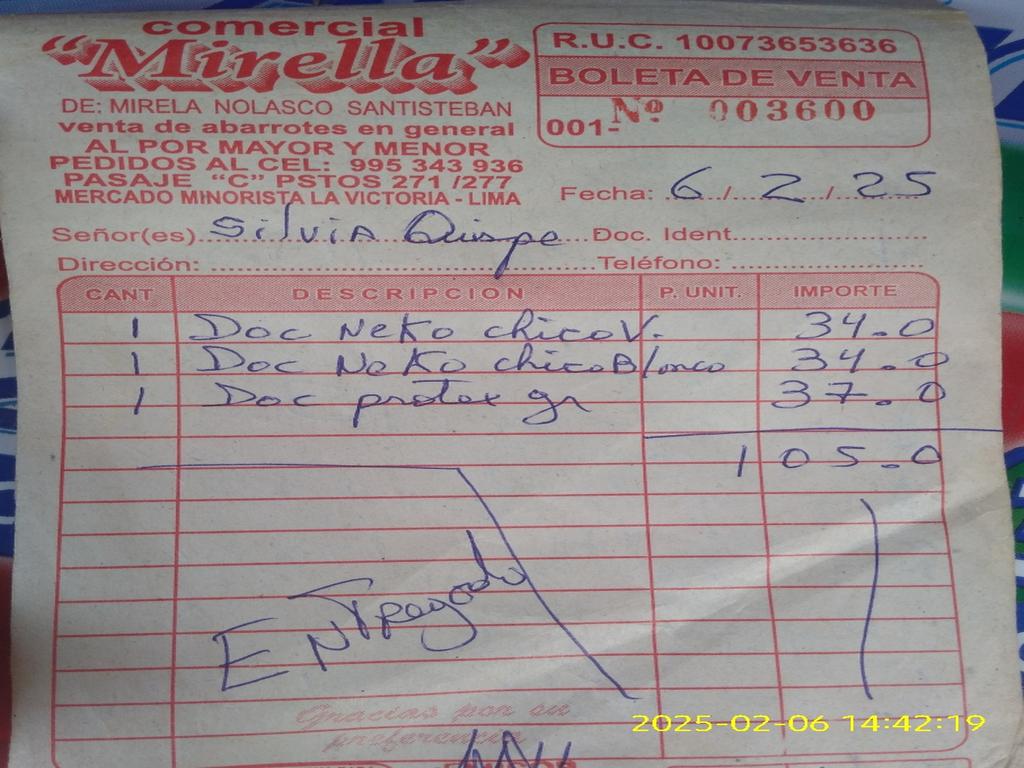 comercial
"Mirella"
DE: MIRELA NOLASCO SANTISTEBAN
venta de abarrotes en general
AL POR MAYOR Y MENOR
PEDIDOS AL CEL: 995 343 936
PASAJE "C" PSTOS 271 /277
MERCADO MINORISTA LA VICTORIA - LIMA
R.U.C. 10073653636
BOLETA DE VENTA
001- Nº 003600
Fecha: 6 / 2 / 25
Señor(es) Silvia Quispe Doc. Ident.
Dirección: Teléfono:
CANT DESCRIPCION P. UNIT. IMPORTE
1 Doc Neko chico V. 34.0
1 Doc Neko chico Blanco 34.0
1 Doc protex gr 37.0
105.0
ENTregado
Gracias por su
preferencia
2025-02-06 14:42:19